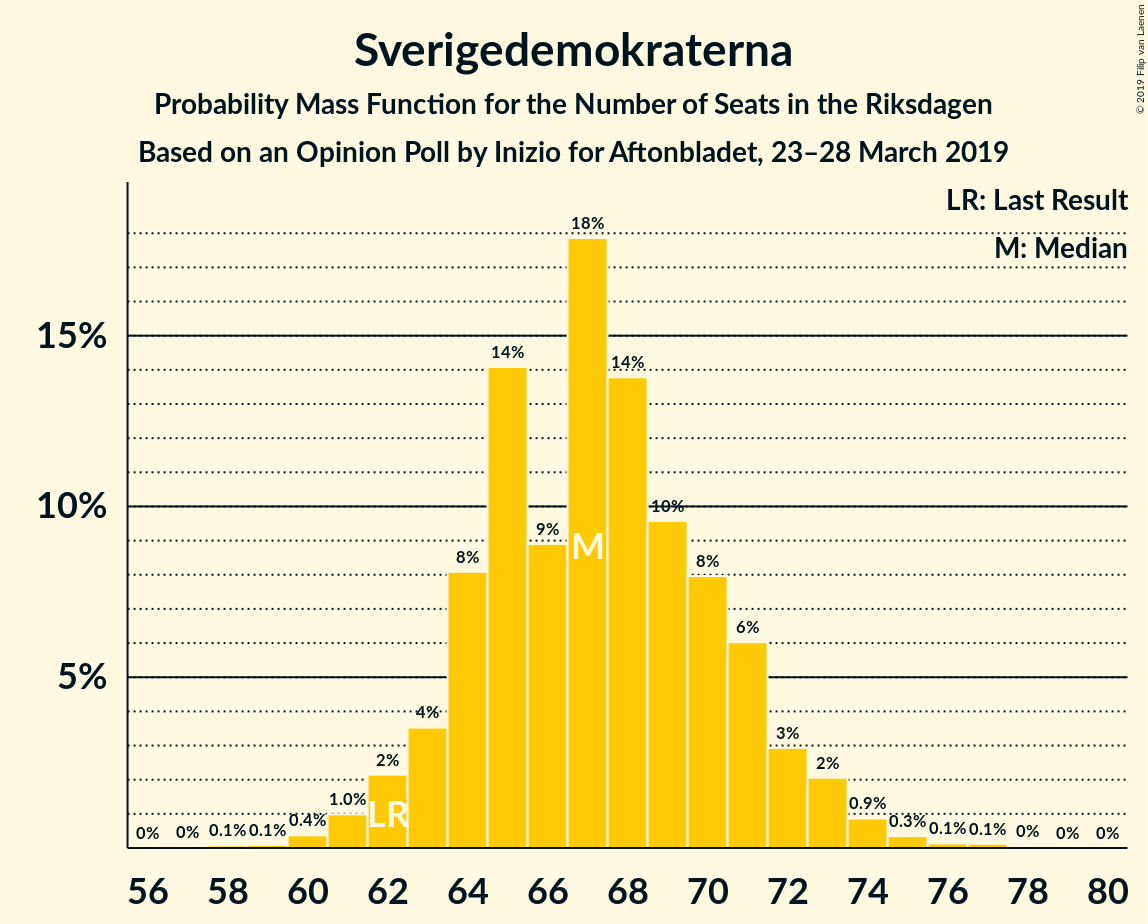 Sverigedemokraterna
Probability Mass Function for the Number of Seats in the Riksdagen
Based on an Opinion Poll by Inizio for Aftonbladet, 23–28 March 2019
© 2019 Filip van Laenen
LR: Last Result
M: Median
15%
10%
5%
0% 0% 0.1% 0.1% 0.4% 1.0% 2% 4% 8% 14% 9% 18% 14% 10% 8% 6% 3% 2% 0.9% 0.3% 0.1% 0.1% 0% 0% 0%
LR
M
56 58 60 62 64 66 68 70 72 74 76 78 80